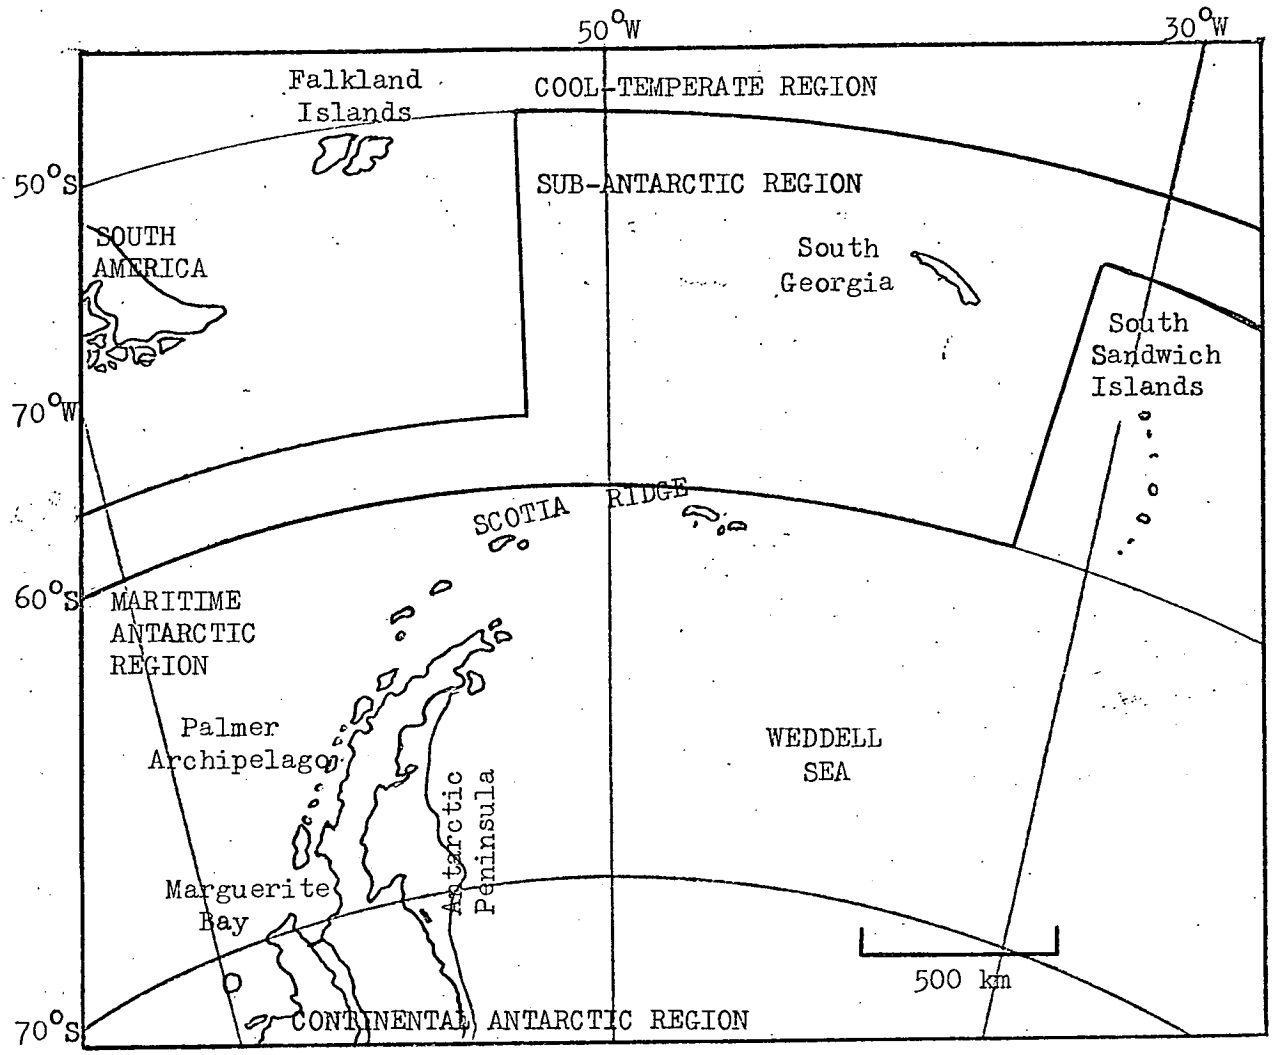 50°W
30°W
Falkland
Islands
COOL-TEMPERATE REGION
50°S
SUB-ANTARCTIC REGION
SOUTH
AMERICA
South
Georgia
South
Sandwich
Islands
70°W
SCOTIA RIDGE
60°S
MARITIME
ANTARCTIC
REGION
Palmer
Archipelago
WEDDELL
SEA
Antarctic
Peninsula
Marguerite
Bay
500 km
70°S
CONTINENTAL ANTARCTIC REGION